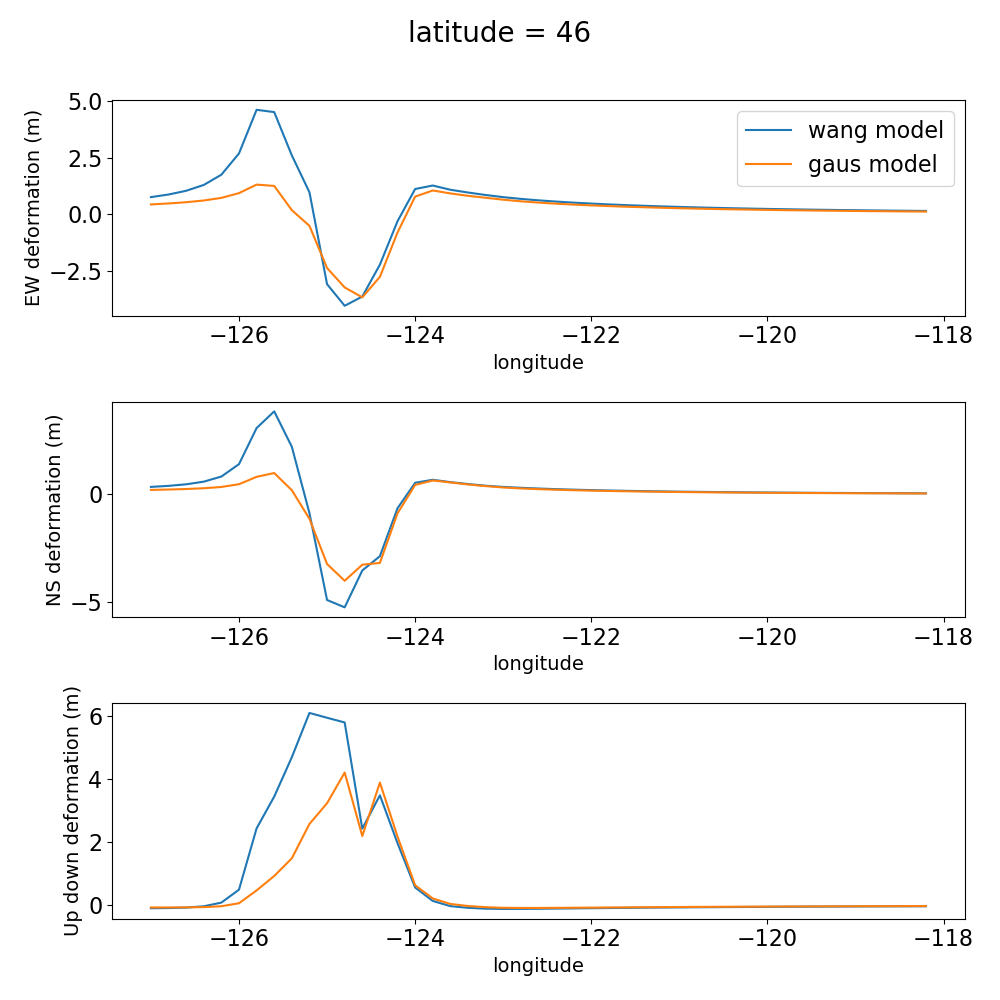 latitude = 46
EW deformation (m)
5.0
2.5
0.0
−2.5
wang model
gaus model
−126
−124
−122
−120
−118
longitude
NS deformation (m)
0
−5
−126
−124
−122
−120
−118
longitude
Up down deformation (m)
6
4
2
0
−126
−124
−122
−120
−118
longitude